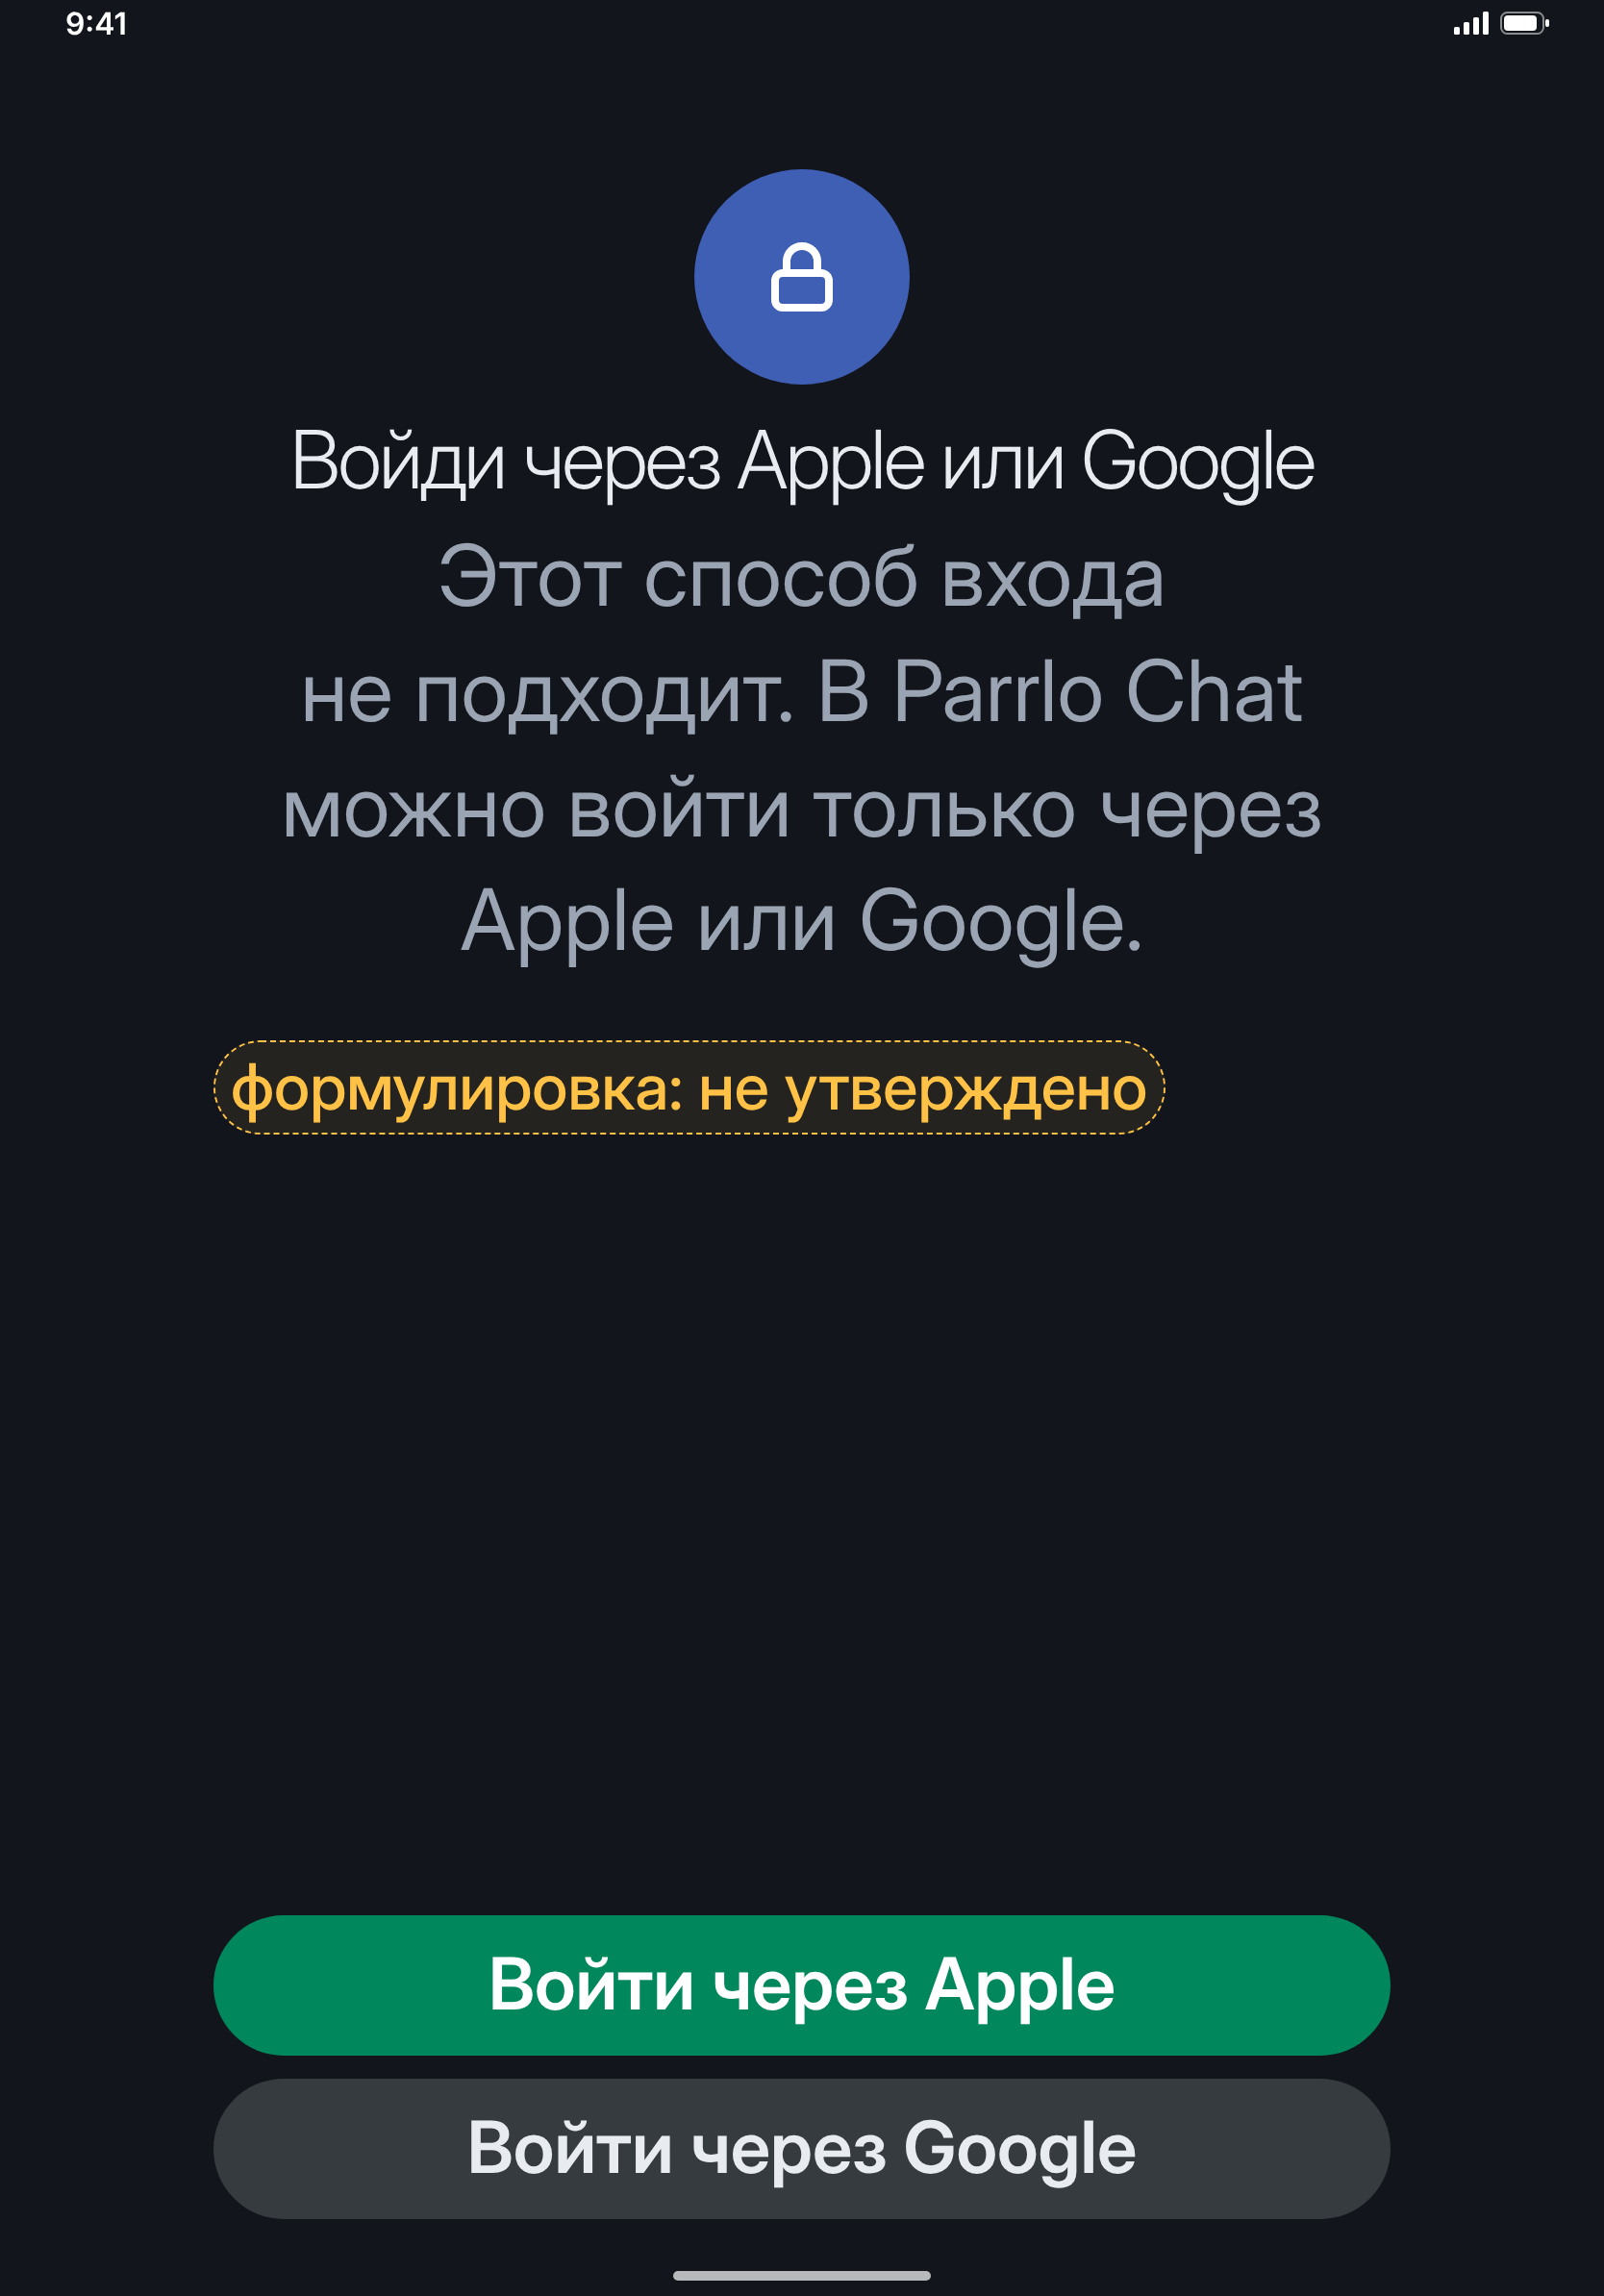 9:41
Войди через Apple или Google
Этот способ входа
не подходит. В Parrlo Chat
можно войти только через
Apple или Google.
формулировка: не утверждено
Войти через Apple
Войти через Google